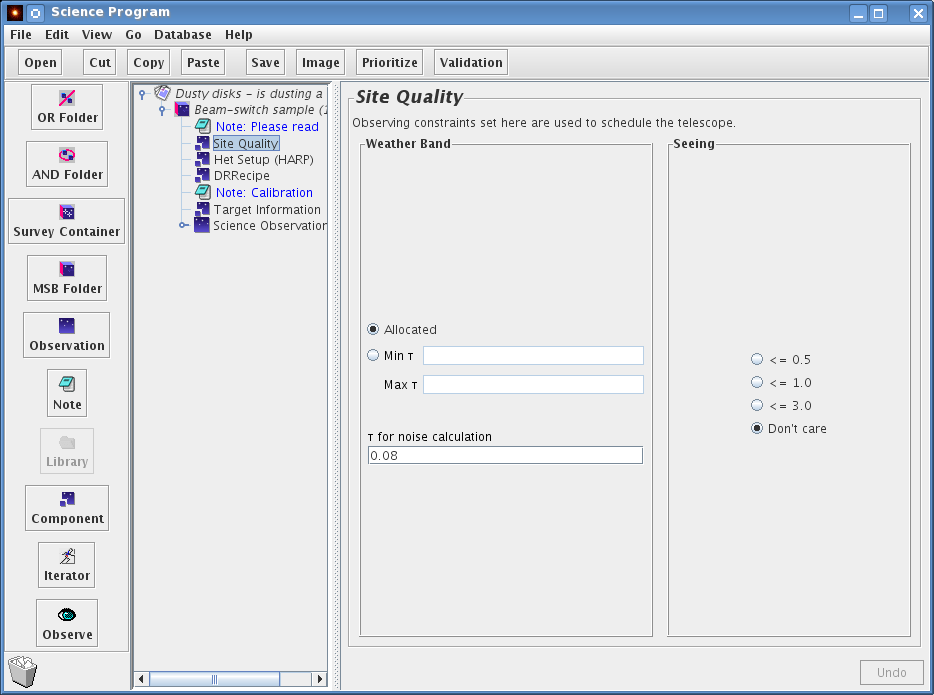 Science Program
File Edit View Go Database Help
Open Cut Copy Paste Save Image Prioritize Validation
OR Folder
AND Folder
Survey Container
MSB Folder
Observation
Note
Library
Component
Iterator
Observe
Dusty disks - is dusting a
Beam-switch sample (1
Note: Please read
Site Quality
Het Setup (HARP)
DRRecipe
Note: Calibration
Target Information
Science Observation
Site Quality
Observing constraints set here are used to schedule the telescope.
Weather Band
Allocated
Min τ
Max τ
τ for noise calculation
0.08
Seeing
<= 0.5
<= 1.0
<= 3.0
Don't care
Undo